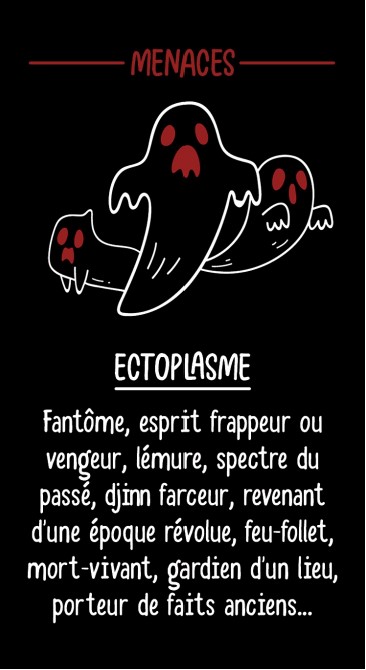 MENACES
ECTOPLASME
Fantôme, esprit frappeur ou
vengeur, lémure, spectre du
passé, djinn farceur, revenant
d'une époque révolue, feu-follet,
mort-vivant, gardien d'un lieu,
porteur de faits anciens...